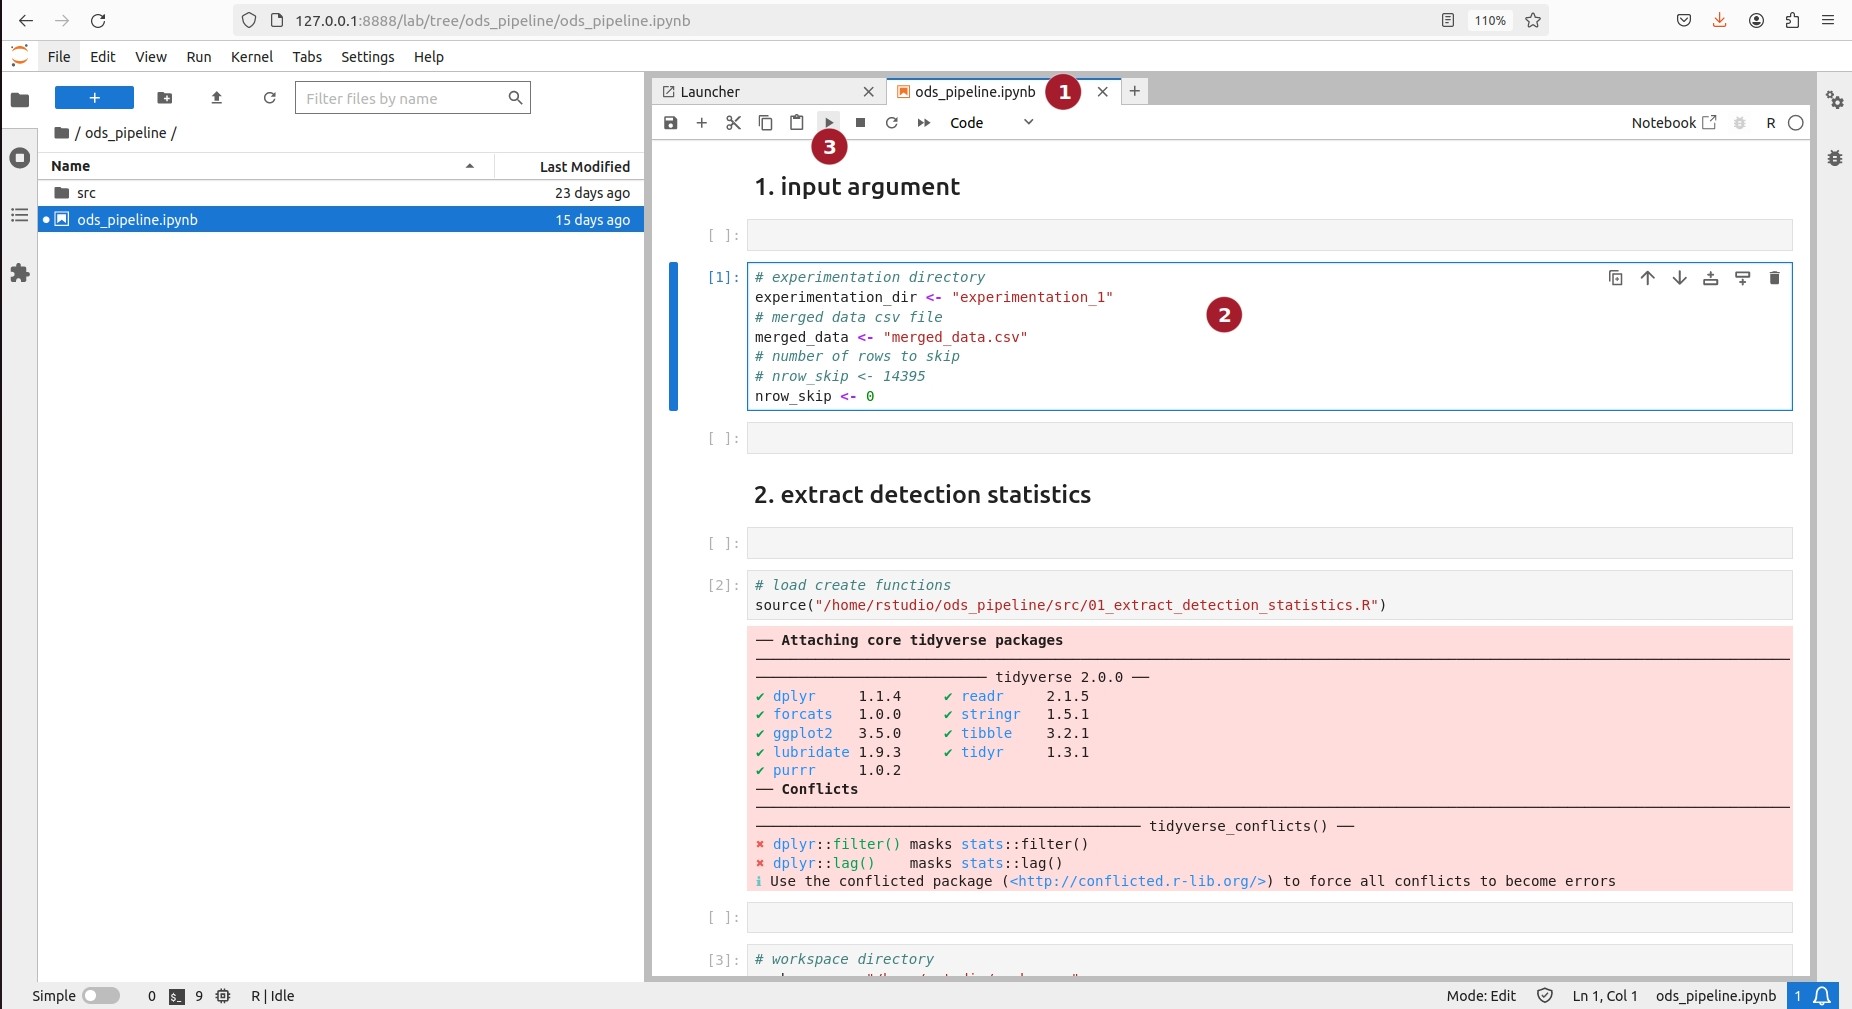 127.0.0.1:8888/lab/tree/ods_pipeline/ods_pipeline.ipynb
110%
File Edit View Run Kernel Tabs Settings Help
+
Filter files by name
/ ods_pipeline /
Name Last Modified
src 23 days ago
ods_pipeline.ipynb 15 days ago
Launcher
ods_pipeline.ipynb
1
Code
Notebook
R
3
1. input argument
[ ]:
[1]:
# experimentation directory
experimentation_dir <- "experimentation_1"
# merged data csv file
merged_data <- "merged_data.csv"
# number of rows to skip
# nrow_skip <- 14395
nrow_skip <- 0
2
[ ]:
2. extract detection statistics
[ ]:
[2]:
# load create functions
source("/home/rstudio/ods_pipeline/src/01_extract_detection_statistics.R")
── Attaching core tidyverse packages
─────────────── tidyverse 2.0.0 ──
✔ dplyr 1.1.4 ✔ readr 2.1.5
✔ forcats 1.0.0 ✔ stringr 1.5.1
✔ ggplot2 3.5.0 ✔ tibble 3.2.1
✔ lubridate 1.9.3 ✔ tidyr 1.3.1
✔ purrr 1.0.2
── Conflicts
─────────────── tidyverse_conflicts() ──
✖ dplyr::filter() masks stats::filter()
✖ dplyr::lag() masks stats::lag()
ℹ Use the conflicted package (<http://conflicted.r-lib.org/>) to force all conflicts to become errors
[ ]:
[3]:
# workspace directory
Simple 0 $_ 9 R | Idle
Mode: Edit Ln 1, Col 1 ods_pipeline.ipynb 1